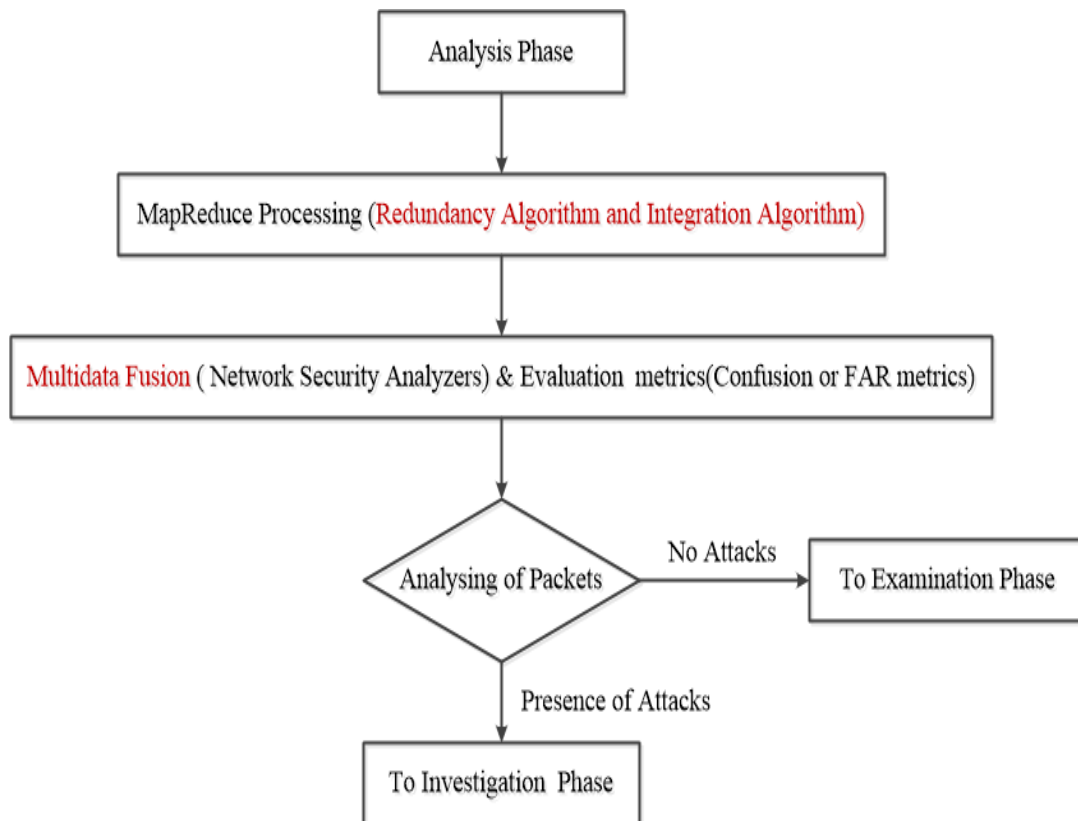 Analysis Phase
MapReduce Processing (Redundancy Algorithm and Integration Algorithm)
Multidata Fusion ( Network Security Analyzers) & Evaluation metrics(Confusion or FAR metrics)
Analysing of Packets
No Attacks
To Examination Phase
Presence of Attacks
To Investigation Phase